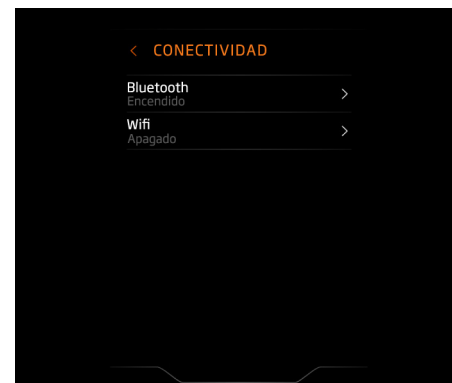 CONECTIVIDAD
Bluetooth
Encendido
Wifi
Apagado